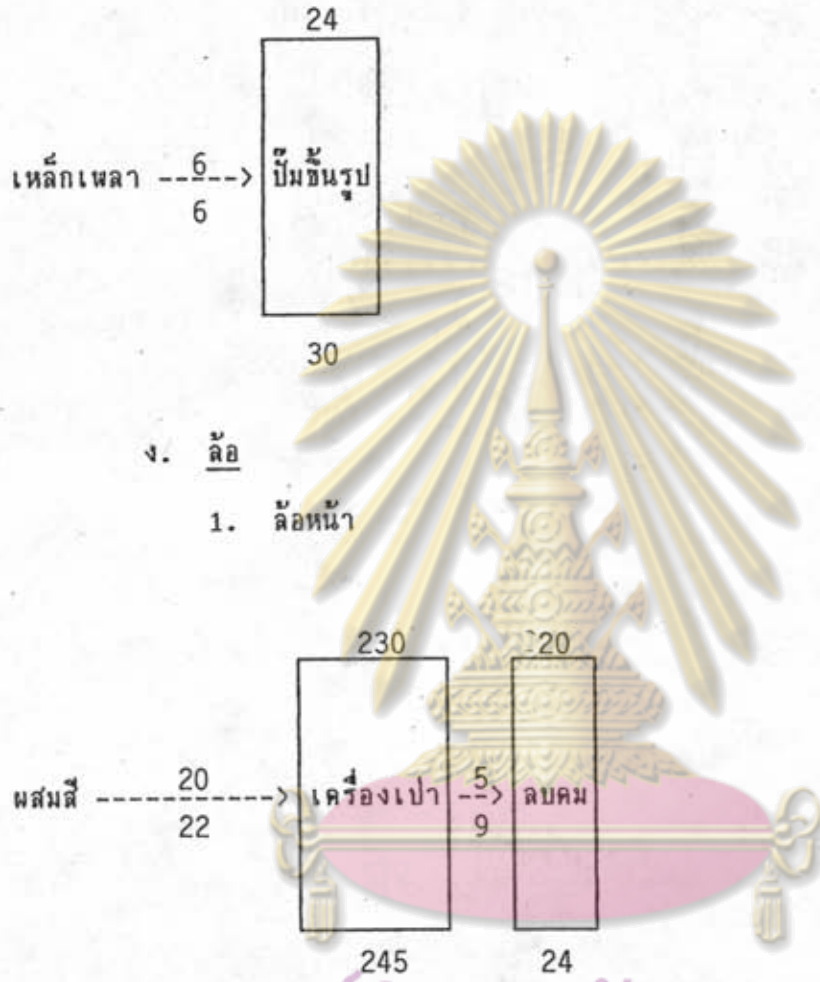 24
เหล็กเพลา -----> ปั๊มขึ้นรูป
6
6
30
ง. ล้อ
1. ล้อหน้า
230 20
ผสมสี -----> เครื่องเป่า ---> ลบคม
20 5
22 9
245 24